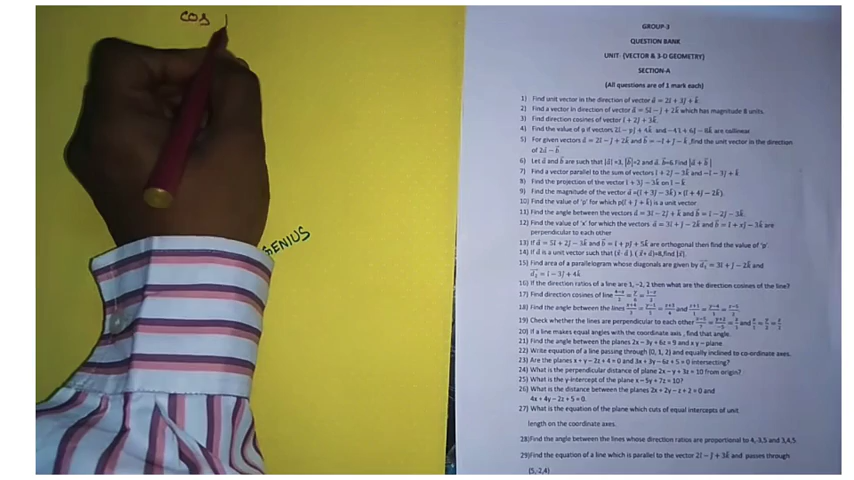 cos
GENIUS
GROUP-3
QUESTION BANK
UNIT- (VECTOR & 3-D GEOMETRY)
SECTION-A
(All questions are of 1 mark each)
1) Find unit vector in the direction of vector a⃗ = 2î + 3ĵ + k̂.
2) Find a vector in direction of vector a⃗ = 5î − ĵ + 2k̂ which has magnitude 8 units.
3) Find direction cosines of vector î + 2ĵ + 3k̂.
4) Find the value of p if vectors 2î − pĵ + 4k̂ and −4î + 6ĵ − 8k̂ are collinear.
5) For given vectors a⃗ = 2î − ĵ + 2k̂ and b⃗ = −î + ĵ − k̂ ,find the unit vector in the direction
of 2a⃗ − b⃗
6) Let a⃗ and b⃗ are such that |a⃗| =3, |b⃗|=2 and a⃗. b⃗=6. Find |a⃗ + b⃗ |
7) Find a vector parallel to the sum of vectors î + 2ĵ − 3k̂ and −î − 3ĵ + k̂
8) Find the projection of the vector î + 3ĵ − 3k̂ on î − k̂.
9) Find the magnitude of the vector a⃗ =(î + 3ĵ − 3k̂) × (î + 4ĵ − 2k̂).
10) Find the value of 'p' for which p(î + ĵ + k̂) is a unit vector
11) Find the angle between the vectors a⃗ = 3î − 2ĵ + k̂ and b⃗ = î − 2ĵ − 3k̂.
12) Find the value of 'x' for which the vectors a⃗ = 3î + ĵ − 2k̂ and b⃗ = î + xĵ − 3k̂ are
perpendicular to each other
13) If a⃗ = 5î + 2ĵ − 3k̂ and b⃗ = î + pĵ + 5k̂ are orthogonal then find the value of 'p'.
14) If a⃗ is a unit vector such that (x⃗- a⃗ ). ( x⃗+ a⃗)=8,find |x⃗|.
15) Find area of a parallelogram whose diagonals are given by d₁⃗ = 3î + ĵ − 2k̂ and
d₂⃗ = î − 3ĵ + 4k̂
16) If the direction ratios of a line are 1, −2, 2 then what are the direction cosines of the line?
17) Find direction cosines of line
18) Find the angle between the lines
19) Check whether the lines are perpendicular to each other
20) If a line makes equal angles with the coordinate axis , find that angle.
21) Find the angle between the planes 2x − 3y + 6z = 9 and x y − plane.
22) Write equation of a line passing through (0, 1, 2) and equally inclined to co-ordinate axes.
23) Are the planes x + y − 2z + 4 = 0 and 3x + 3y − 6z + 5 = 0 intersecting?
24) What is the perpendicular distance of plane 2x − y + 3z = 10 from origin?
25) What is the y-intercept of the plane x − 5y + 7z = 10?
26) What is the distance between the planes 2x + 2y − z + 2 = 0 and
4x + 4y − 2z + 5 = 0.
27) What is the equation of the plane which cuts of equal intercepts of unit
length on the coordinate axes.
28)Find the angle between the lines whose direction ratios are proportional to 4,-3,5 and 3,4,5:
29)Find the equation of a line which is parallel to the vector 2î − ĵ + 3k̂ and passes through
(5,-2,4)